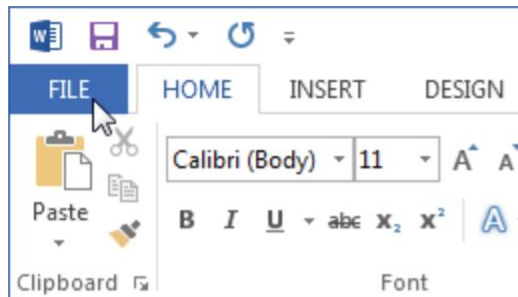 FILE HOME INSERT DESIGN
Calibri (Body) 11 A A
Paste B I U abc x₂ x² A
Clipboard Font